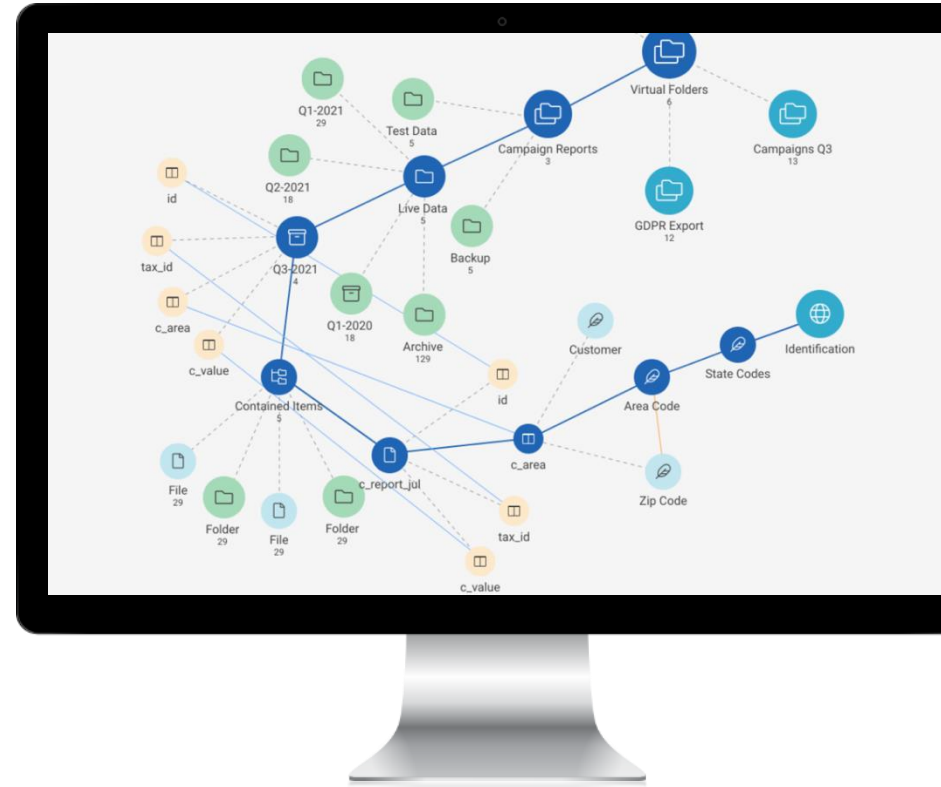 Virtual Folders
6
Q1-2021
29
Test Data
5
Campaign Reports
3
Campaigns Q3
13
Q2-2021
18
id
Live Data
5
GDPR Export
12
Backup
5
tax_id
Q3-2021
4
c_area
Q1-2020
18
Archive
129
Customer
Identification
c_value
State Codes
id
Area Code
Contained Items
5
c_area
c_report_jul
File
29
Zip Code
Folder
29
File
29
Folder
29
tax_id
c_value